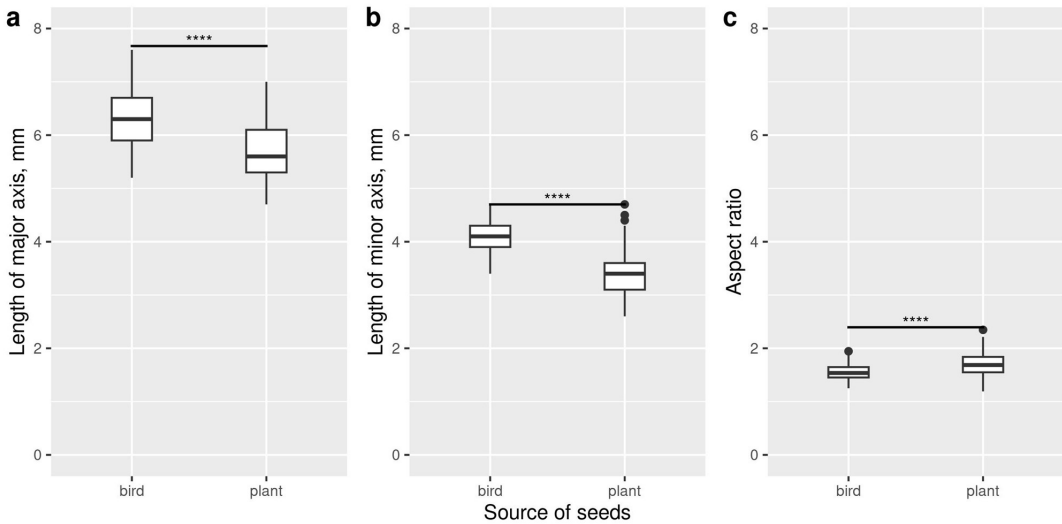 a
Length of major axis, mm
8
6
4
2
0
****
bird
plant
b
Length of minor axis, mm
8
6
4
2
0
****
bird
plant
Source of seeds
c
Aspect ratio
8
6
4
2
0
****
bird
plant